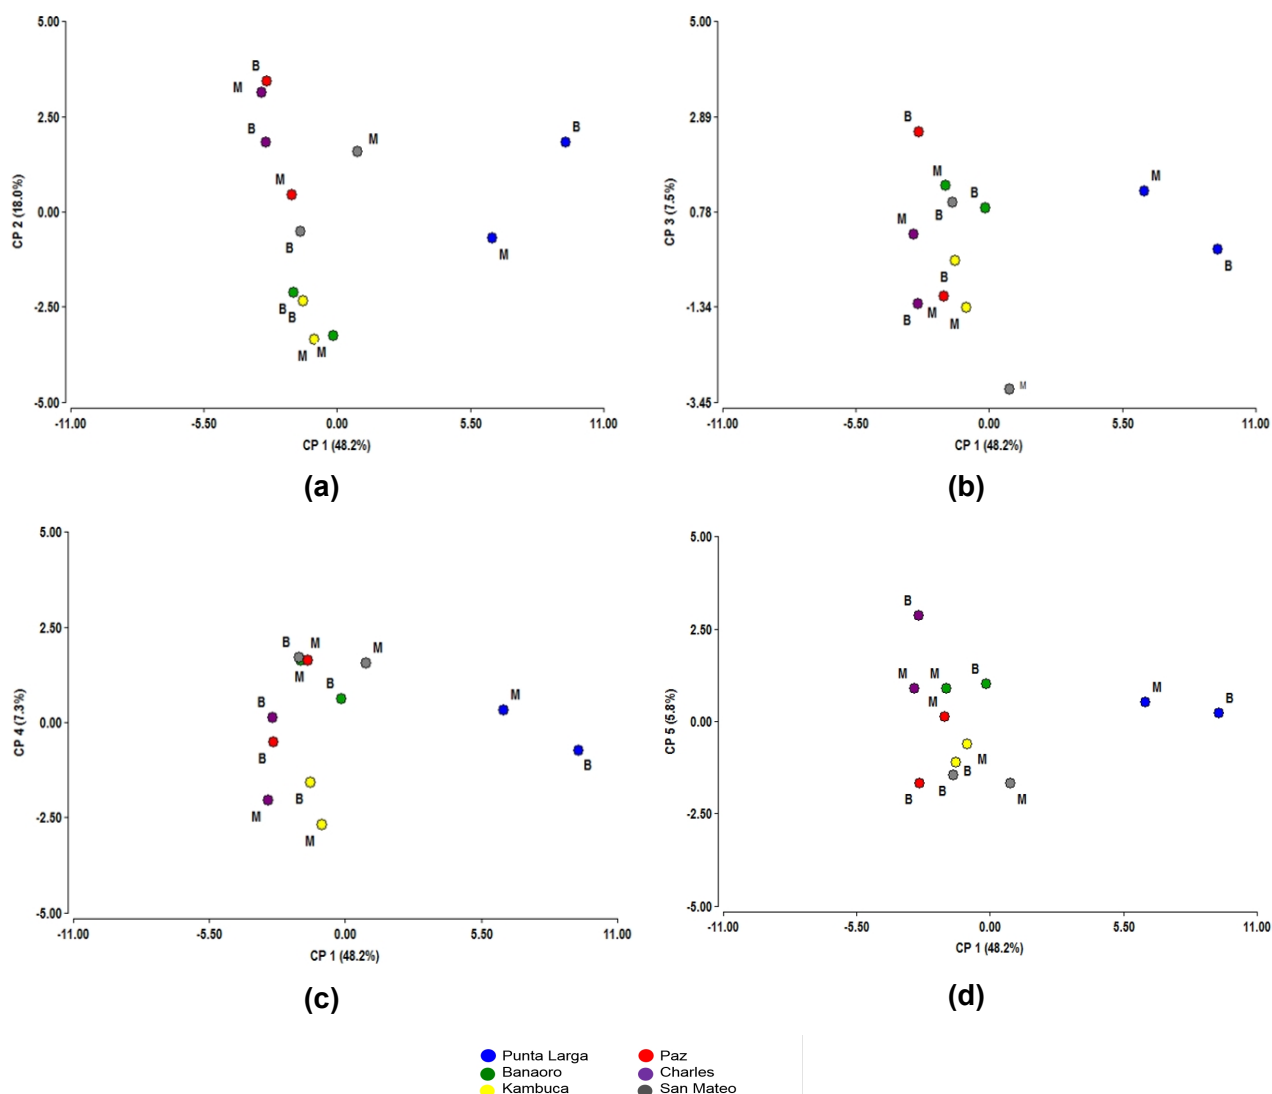 5.00
2.50
0.00
-2.50
-5.00
CP 2 (18.0%)
B
M
B
M
M
B
B
M
B
B
M
M
-11.00 -5.50 0.00 5.50 11.00
CP 1 (48.2%)
(a)
5.00
2.89
0.78
-1.34
-3.45
CP 3 (7.5%)
B
M
M
B
B
M
B
B
B
M
M
M
-11.00 -5.50 0.00 5.50 11.00
CP 1 (48.2%)
(b)
5.00
2.50
0.00
-2.50
-5.00
CP 4 (7.3%)
B M M
M
B
M
B
B
B
B
M
M
-11.00 -5.50 0.00 5.50 11.00
CP 1 (48.2%)
(c)
5.00
2.50
0.00
-2.50
-5.00
CP 5 (5.8%)
B
M M B
M
M
B
M
B
B
B
M
-11.00 -5.50 0.00 5.50 11.00
CP 1 (48.2%)
(d)
Punta Larga Paz
Banaoro Charles
Kambuca San Mateo